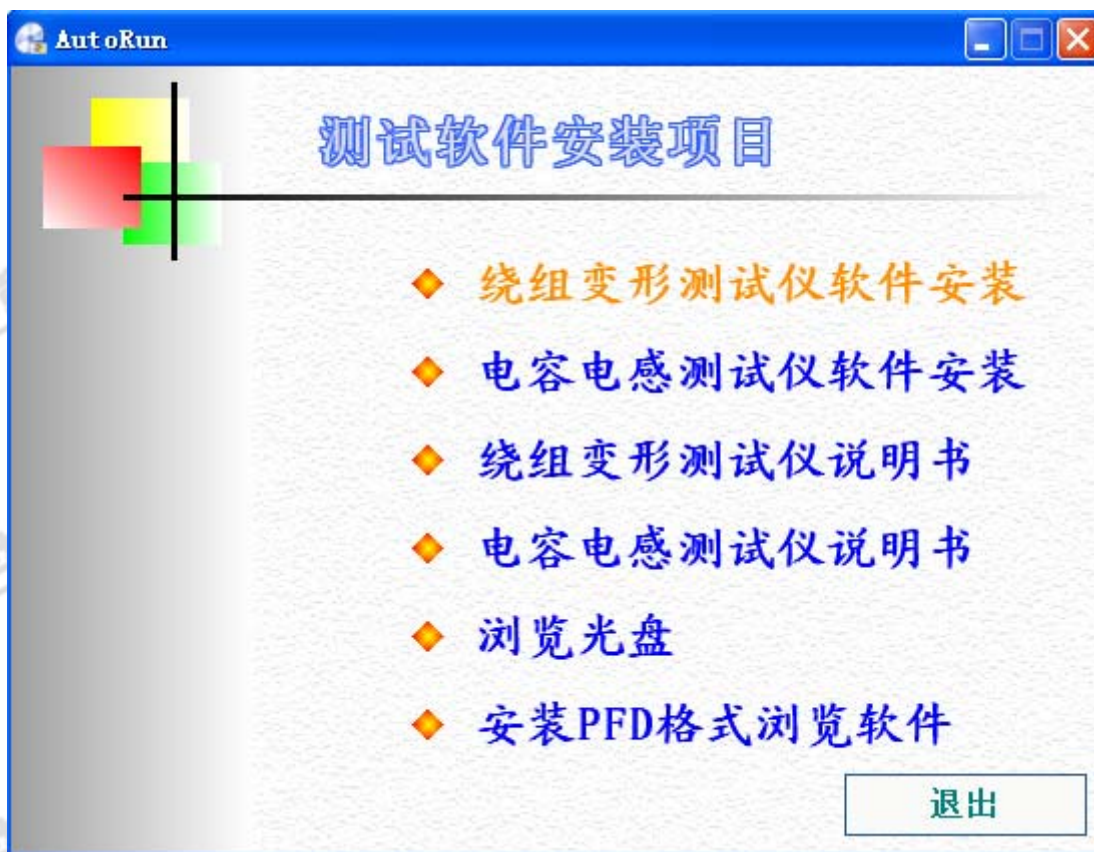 AutoRun
测试软件安装项目
绕组变形测试仪软件安装
电容电感测试仪软件安装
绕组变形测试仪说明书
电容电感测试仪说明书
浏览光盘
安装PFD格式浏览软件
退出